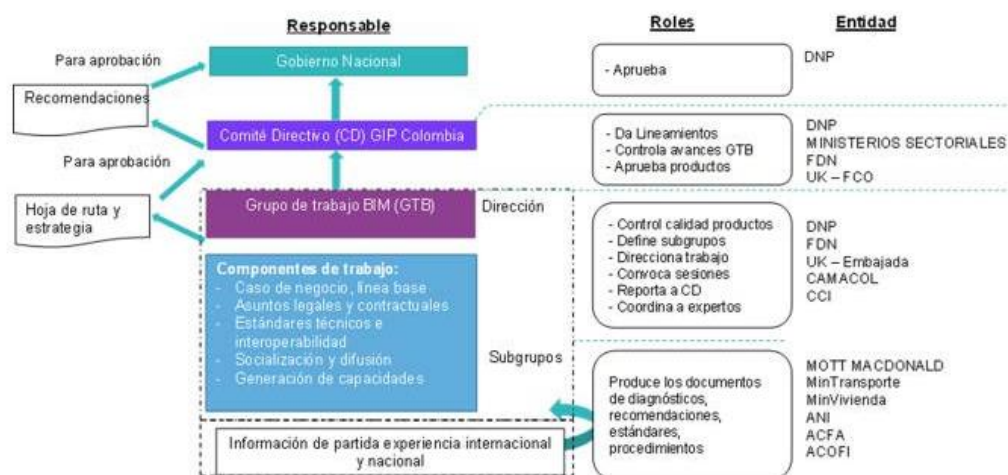 Responsable
Roles
Entidad
Para aprobación
Gobierno Nacional
- Aprueba
DNP
Recomendaciones
Comité Directivo (CD) GIP Colombia
- Da Lineamientos
- Controla avances GTB
- Aprueba productos
DNP
MINISTERIOS SECTORIALES
FDN
UK – FCO
Para aprobación
Hoja de ruta y
estrategia
Grupo de trabajo BIM (GTB)
Dirección
- Control calidad productos
- Define subgrupos
- Direcciona trabajo
- Convoca sesiones
- Reporta a CD
- Coordina a expertos
DNP
FDN
UK – Embajada
CAMACOL
CCI
Componentes de trabajo:
- Caso de negocio, línea base
- Asuntos legales y contractuales
- Estándares técnicos e
interoperabilidad
- Socialización y difusión
- Generación de capacidades
Subgrupos
Produce los documentos
de diagnósticos,
recomendaciones,
estándares,
procedimientos
MOTT MACDONALD
MinTransporte
MinVivienda
ANI
ACFA
ACOFI
Información de partida experiencia internacional
y nacional